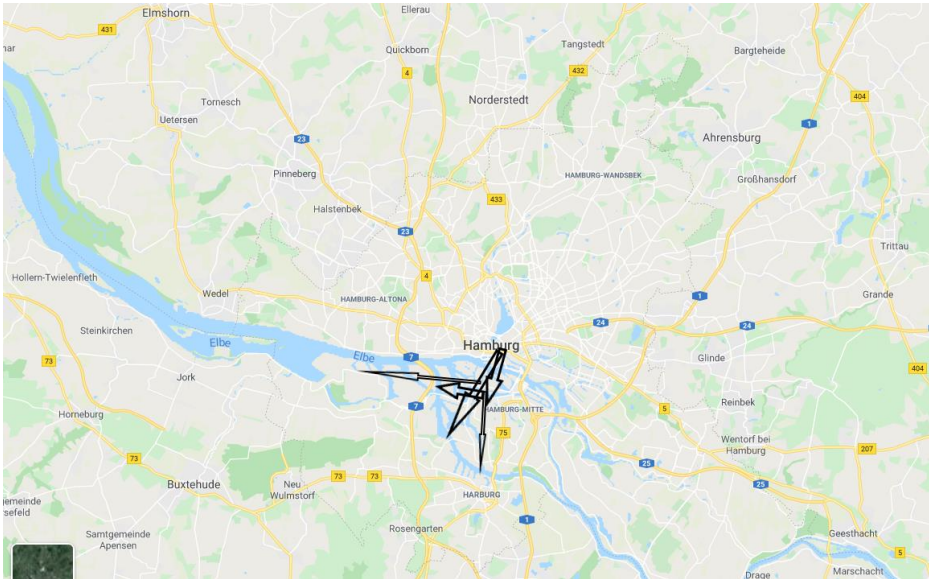 Elmshorn
Ellerau
431
Quickborn
Tangstedt
Bargteheide
4
432
404
Tornesch
Norderstedt
Uetersen
1
23
Ahrensburg
Pinneberg
HAMBURG-WANDSBEK
Großhansdorf
433
Halstenbek
23
Trittau
4
Hollern-Twielenfleth
Wedel
HAMBURG-ALTONA
1
Grande
24
24
Steinkirchen
Elbe
Hamburg
Elbe
7
Glinde
73
404
Jork
7
HAMBURG-MITTE
5
Reinbek
Horneburg
75
Wentorf bei
Hamburg
207
73
25
73
73
25
Buxtehude
Neu
Wulmstorf
HARBURG
1
Rosengarten
Samtgemeinde
Apensen
Geesthacht
5
Drage
Marschacht